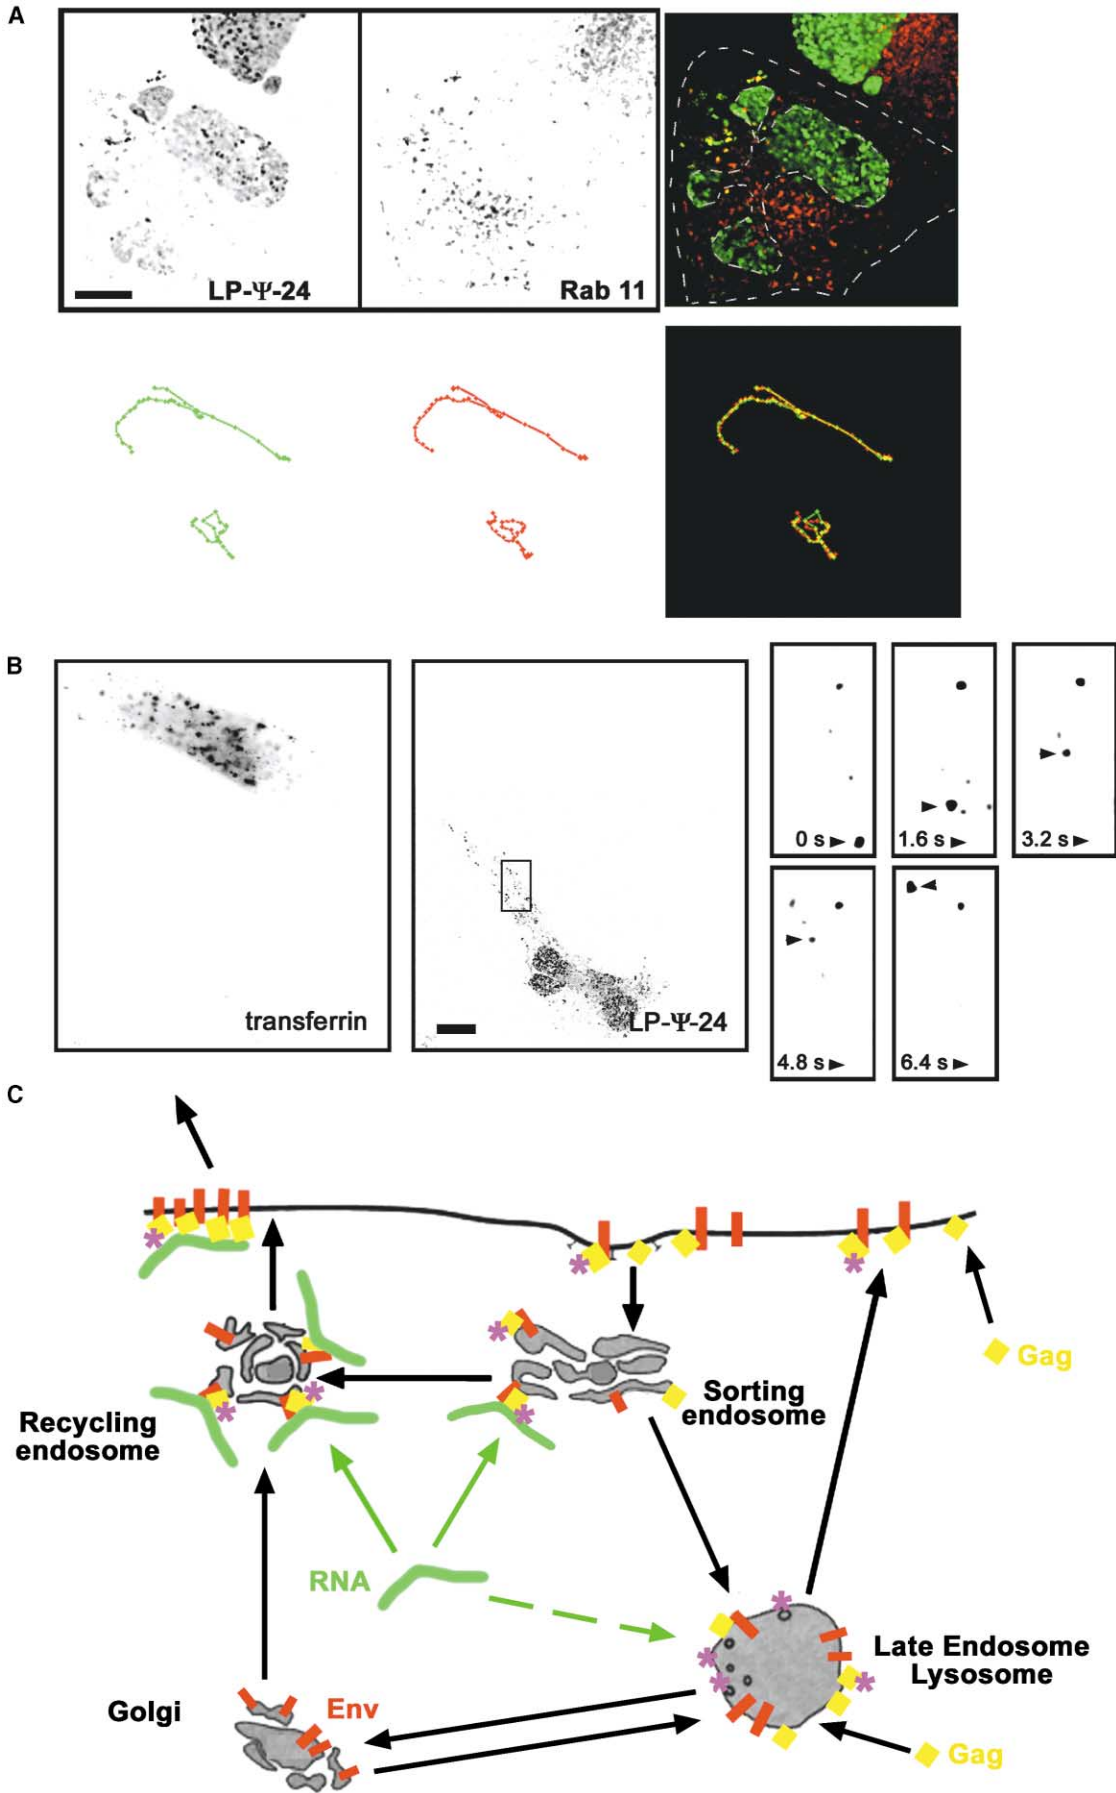 A
LP-Ψ-24
Rab 11
B
transferrin
LP-Ψ-24
0 s
1.6 s
3.2 s
4.8 s
6.4 s
C
Gag
Sorting
endosome
Recycling
endosome
RNA
Late Endosome
Lysosome
Golgi
Env
Gag